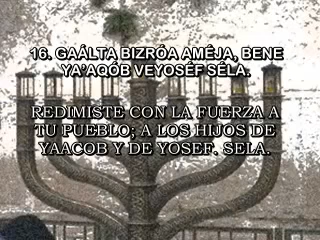 16. GAÁLTA BIZRÓA AMÊJA, BENE
YA'AQÓB VEYOSÉF SÉLA.
REDIMISTE CON LA FUERZA A
TU PUEBLO; A LOS HIJOS DE
YAACOB Y DE YOSEF. SELA.